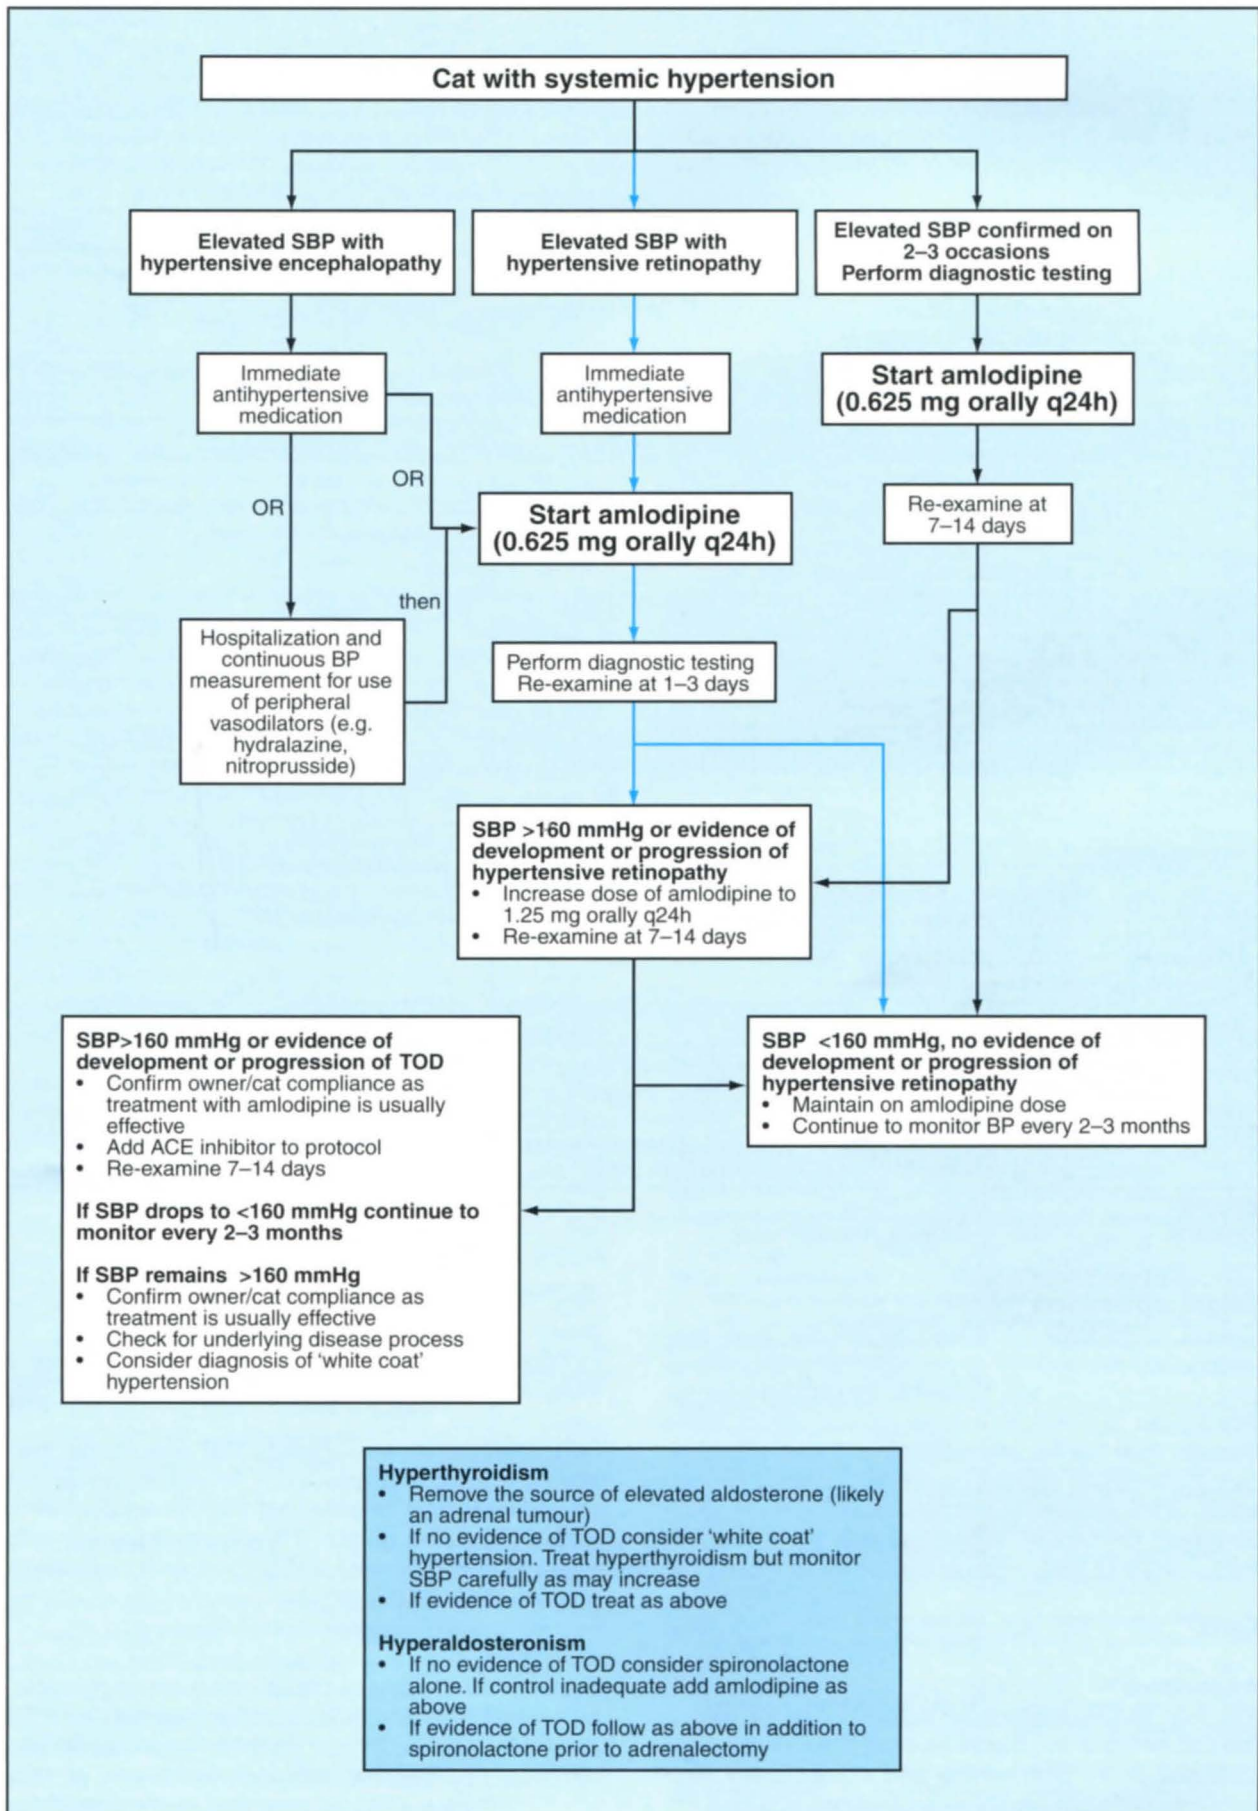 Cat with systemic hypertension
Elevated SBP with
hypertensive encephalopathy
Elevated SBP with
hypertensive retinopathy
Elevated SBP confirmed on
2–3 occasions
Perform diagnostic testing
Immediate
antihypertensive
medication
Immediate
antihypertensive
medication
Start amlodipine
(0.625 mg orally q24h)
OR
OR
Start amlodipine
(0.625 mg orally q24h)
Re-examine at
7–14 days
then
Hospitalization and
continuous BP
measurement for use
of peripheral
vasodilators (e.g.
hydralazine,
nitroprusside)
Perform diagnostic testing
Re-examine at 1–3 days
SBP >160 mmHg or evidence of
development or progression of
hypertensive retinopathy
• Increase dose of amlodipine to
1.25 mg orally q24h
• Re-examine at 7–14 days
SBP>160 mmHg or evidence of
development or progression of TOD
• Confirm owner/cat compliance as
treatment with amlodipine is usually
effective
• Add ACE inhibitor to protocol
• Re-examine 7–14 days
If SBP drops to <160 mmHg continue to
monitor every 2–3 months
If SBP remains >160 mmHg
• Confirm owner/cat compliance as
treatment is usually effective
• Check for underlying disease process
• Consider diagnosis of ‘white coat’
hypertension
SBP <160 mmHg, no evidence of
development or progression of
hypertensive retinopathy
• Maintain on amlodipine dose
• Continue to monitor BP every 2–3 months
Hyperthyroidism
• Remove the source of elevated aldosterone (likely
an adrenal tumour)
• If no evidence of TOD consider ‘white coat’
hypertension. Treat hyperthyroidism but monitor
SBP carefully as may increase
• If evidence of TOD treat as above
Hyperaldosteronism
• If no evidence of TOD consider spironolactone
alone. If control inadequate add amlodipine as
above
• If evidence of TOD follow as above in addition to
spironolactone prior to adrenalectomy